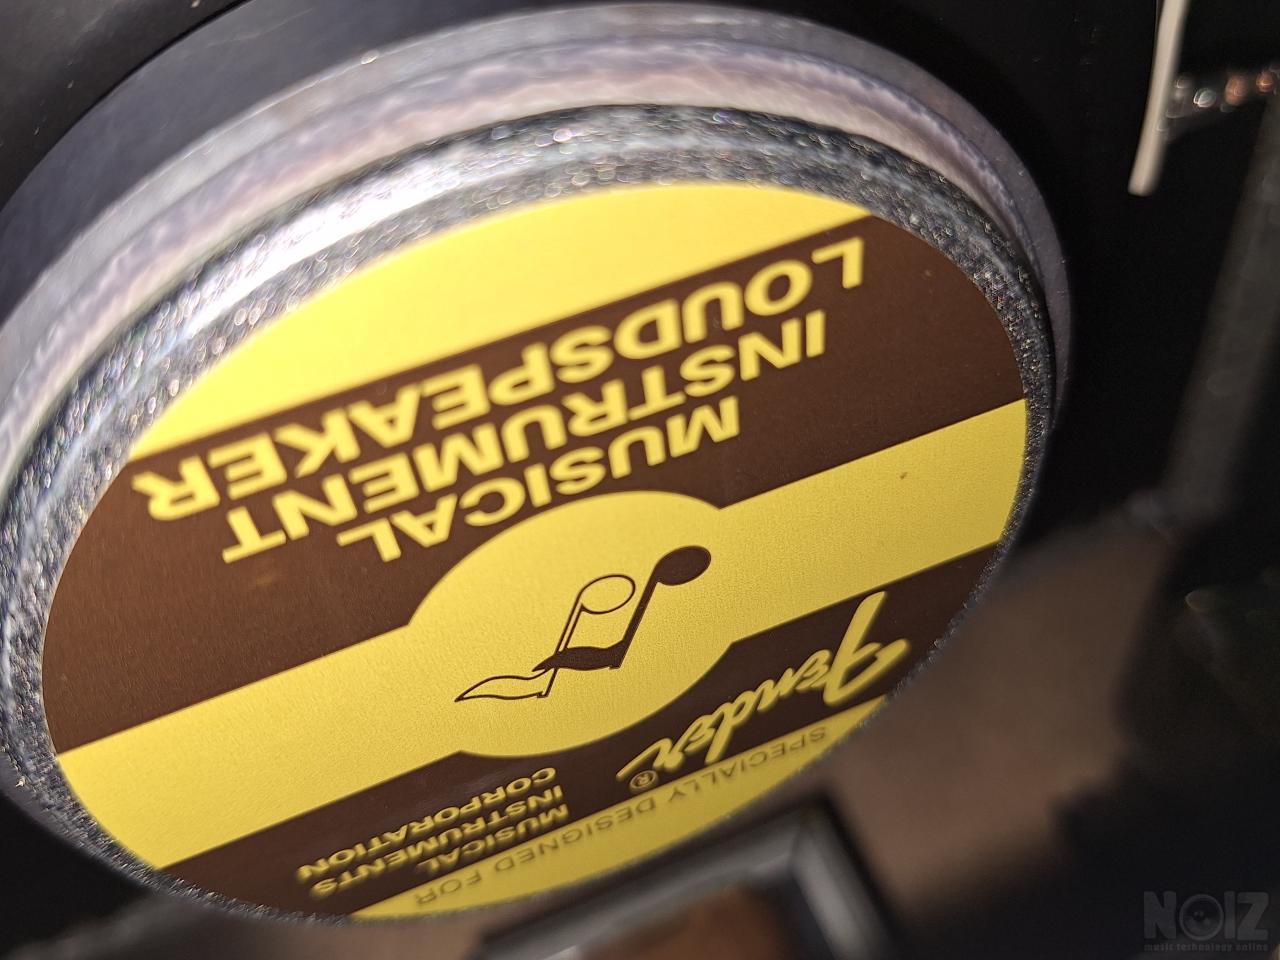 SPECIALLY DESIGNED FOR
Fender®
MUSICAL
INSTRUMENTS
CORPORATION
MUSICAL
INSTRUMENT
LOUDSPEAKER
NOIZ
music technology online